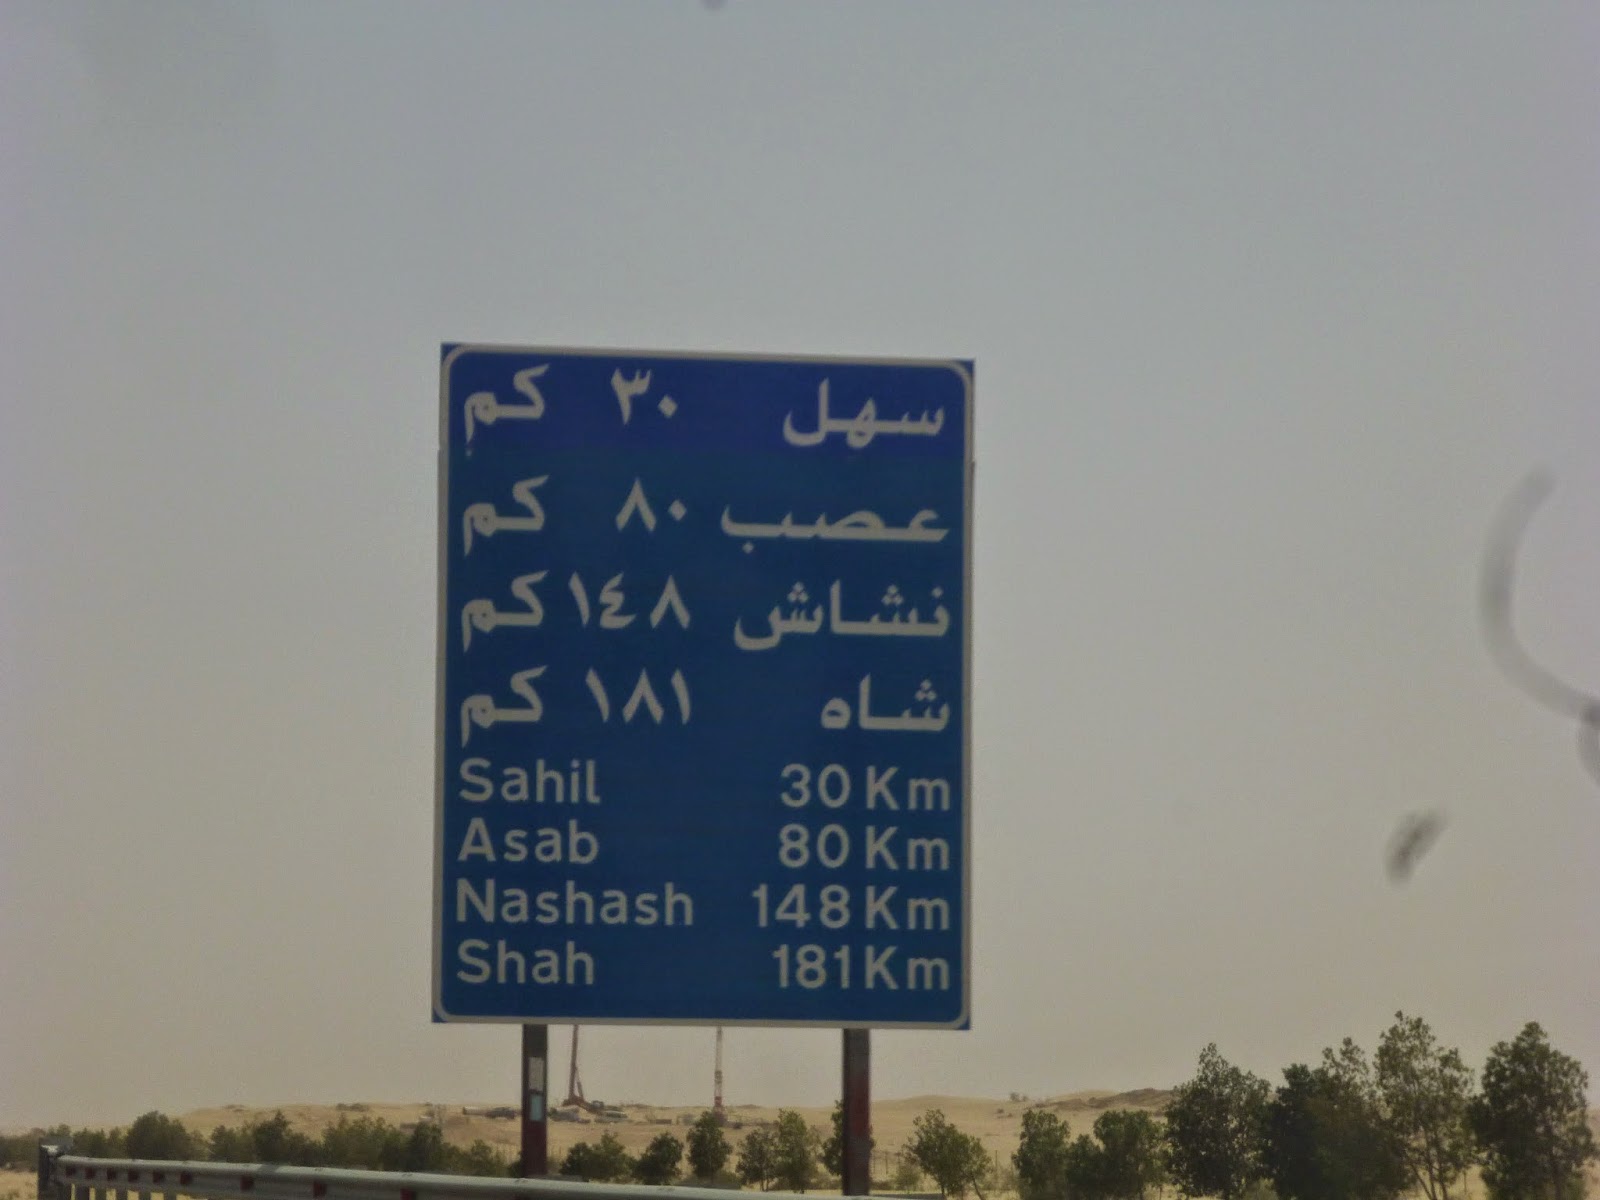 سهل ٣٠ كم
عصب ٨٠ كم
نشاش ١٤٨ كم
شاه ١٨١ كم
Sahil 30 Km
Asab 80 Km
Nashash 148 Km
Shah 181 Km